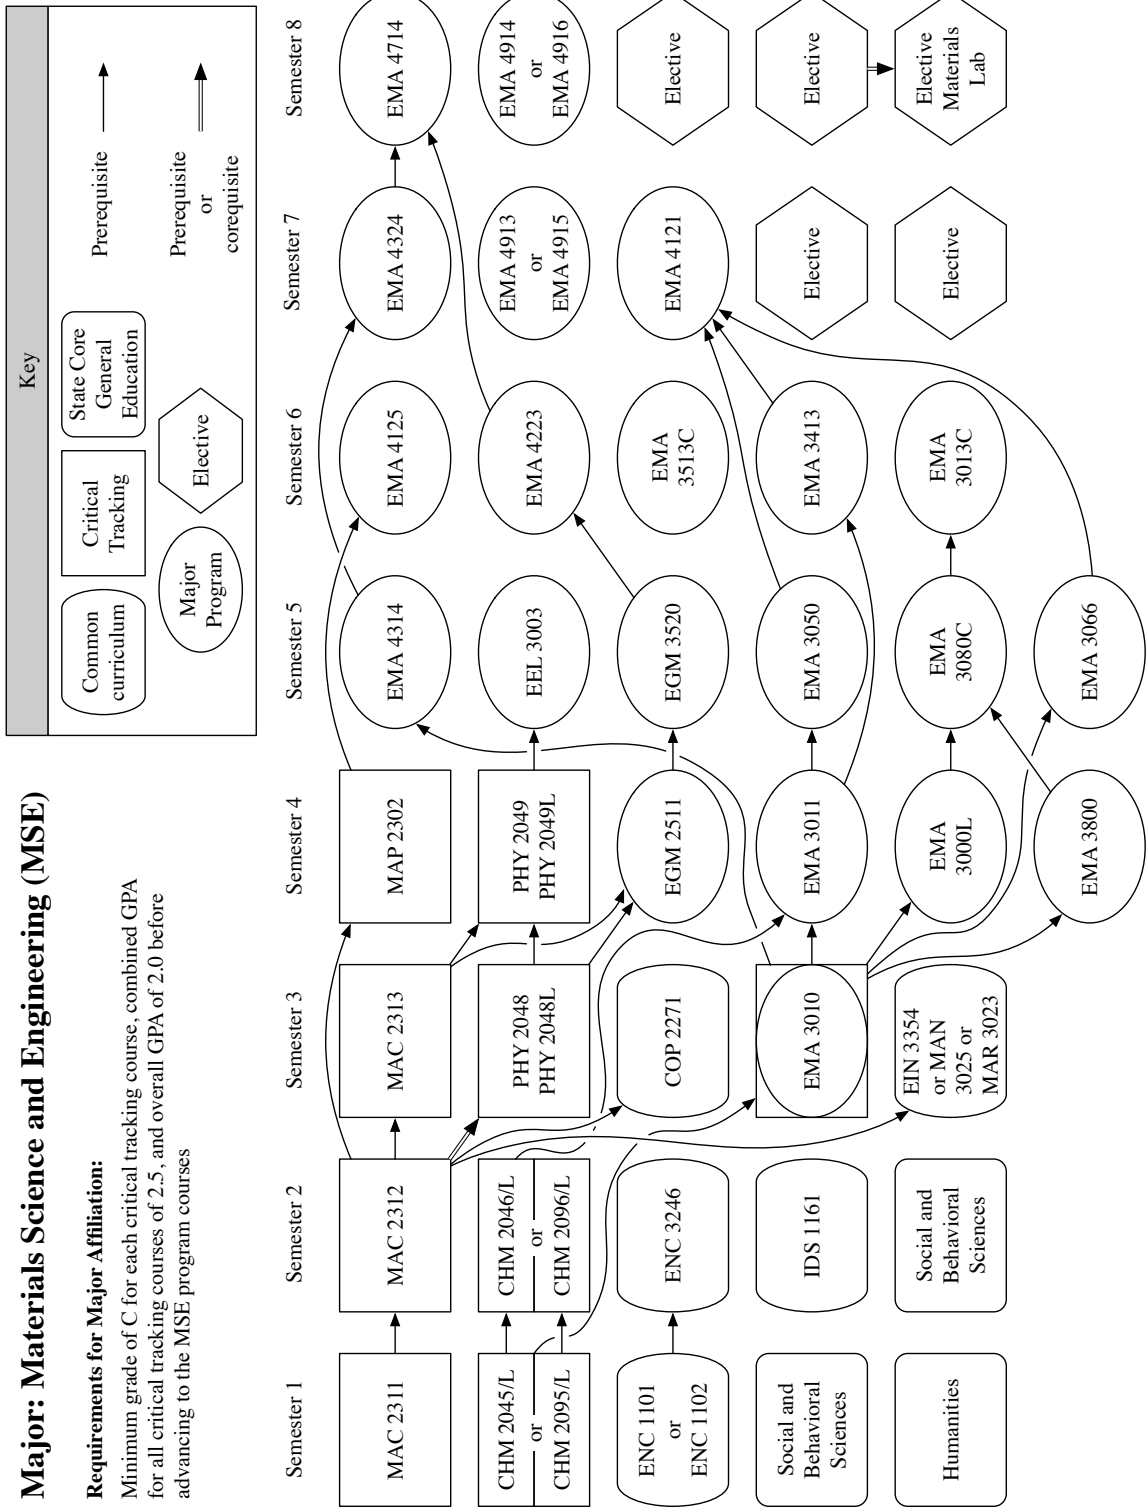 Major: Materials Science and Engineering (MSE)
Requirements for Major Affiliation:
Minimum grade of C for each critical tracking course, combined GPA
for all critical tracking courses of 2.5, and overall GPA of 2.0 before
advancing to the MSE program courses
Key
Common
curriculum
Critical
Tracking
State Core
General
Education
Prerequisite
Major
Program
Elective
Prerequisite
or
corequisite
Semester 1
Semester 2
Semester 3
Semester 4
Semester 5
Semester 6
Semester 7
Semester 8
MAC 2311
MAC 2312
MAC 2313
MAP 2302
EMA 4314
EMA 4125
EMA 4324
EMA 4714
CHM 2045/L
or
CHM 2095/L
CHM 2046/L
or
CHM 2096/L
PHY 2048
PHY 2048L
PHY 2049
PHY 2049L
EEL 3003
EMA 4223
EMA 4913
or
EMA 4915
EMA 4914
or
EMA 4916
ENC 1101
or
ENC 1102
ENC 3246
COP 2271
EGM 2511
EGM 3520
EMA
3513C
EMA 4121
Elective
Social and
Behavioral
Sciences
IDS 1161
EMA 3010
EMA 3011
EMA 3050
EMA 3413
Elective
Elective
Humanities
Social and
Behavioral
Sciences
EIN 3354
or MAN
3025 or
MAR 3023
EMA
3000L
EMA
3080C
EMA
3013C
Elective
Elective
Materials
Lab
EMA 3800
EMA 3066